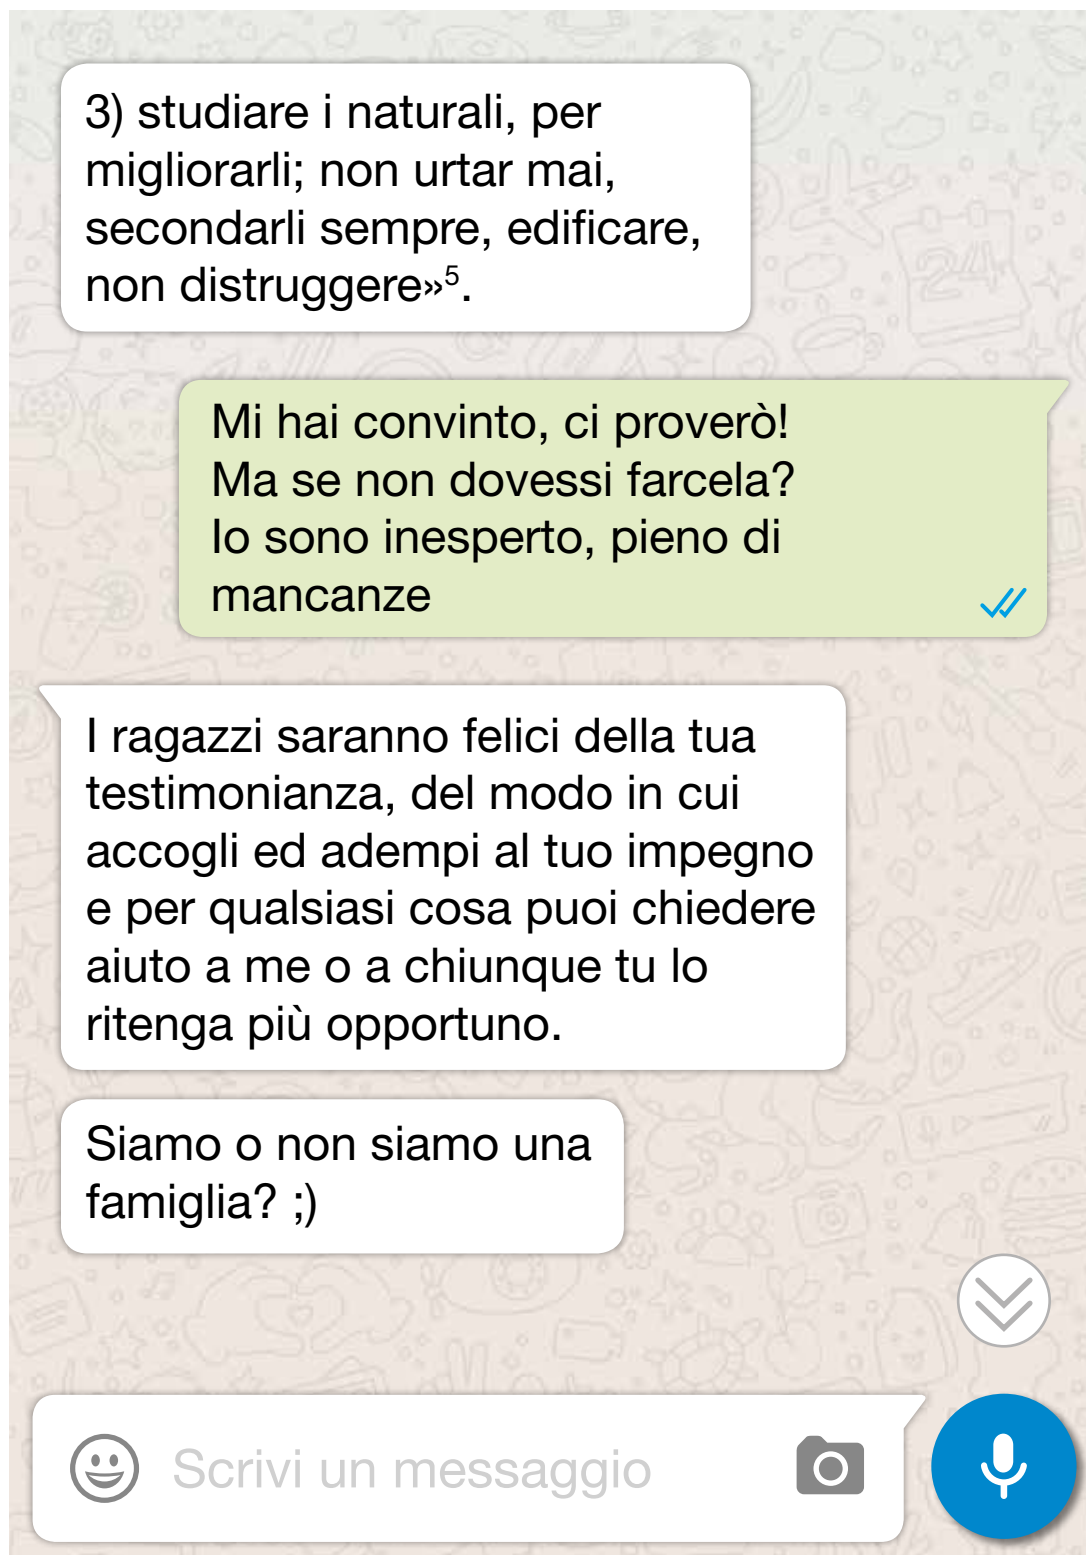 3) studiare i naturali, per
migliorarli; non urtar mai,
secondarli sempre, edificare,
non distruggere»⁵.
Mi hai convinto, ci proverò!
Ma se non dovessi farcela?
Io sono inesperto, pieno di
mancanze
I ragazzi saranno felici della tua
testimonianza, del modo in cui
accogli ed adempi al tuo impegno
e per qualsiasi cosa puoi chiedere
aiuto a me o a chiunque tu lo
ritenga più opportuno.
Siamo o non siamo una
famiglia? ;)
Scrivi un messaggio